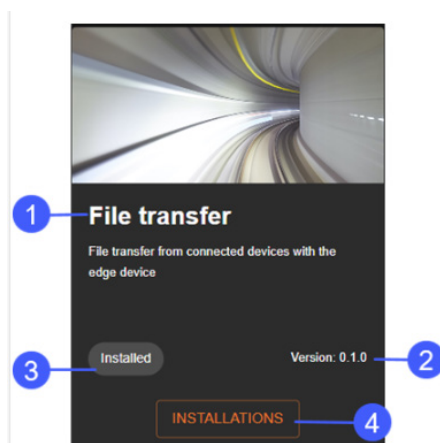 1 File transfer
File transfer from connected devices with the
edge device
3 Installed Version: 0.1.0 2
INSTALLATIONS 4